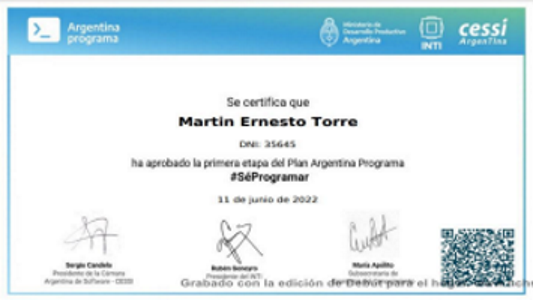 Argentina
programa
Ministerio de
Desarrollo Productivo
Argentina
INTI
cessi
ArgenTIna
Se certifica que
Martin Ernesto Torre
DNI: 35645
ha aprobado la primera etapa del Plan Argentina Programa
#SéProgramar
11 de junio de 2022
Sergio Candelo
Presidente de la Cámara
Argentina de Software - CESSI
Rubén Geneyro
Presidente del INTI
María Apólito
Subsecretaria de
Grabado con la edición de Debut para el